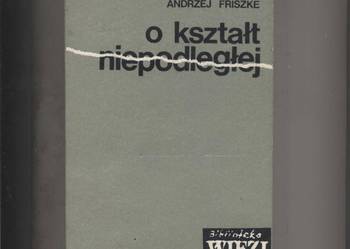 ANDRZEJ FRISZKE
o kształt
niepodległej
Biblioteka
WIĘZI